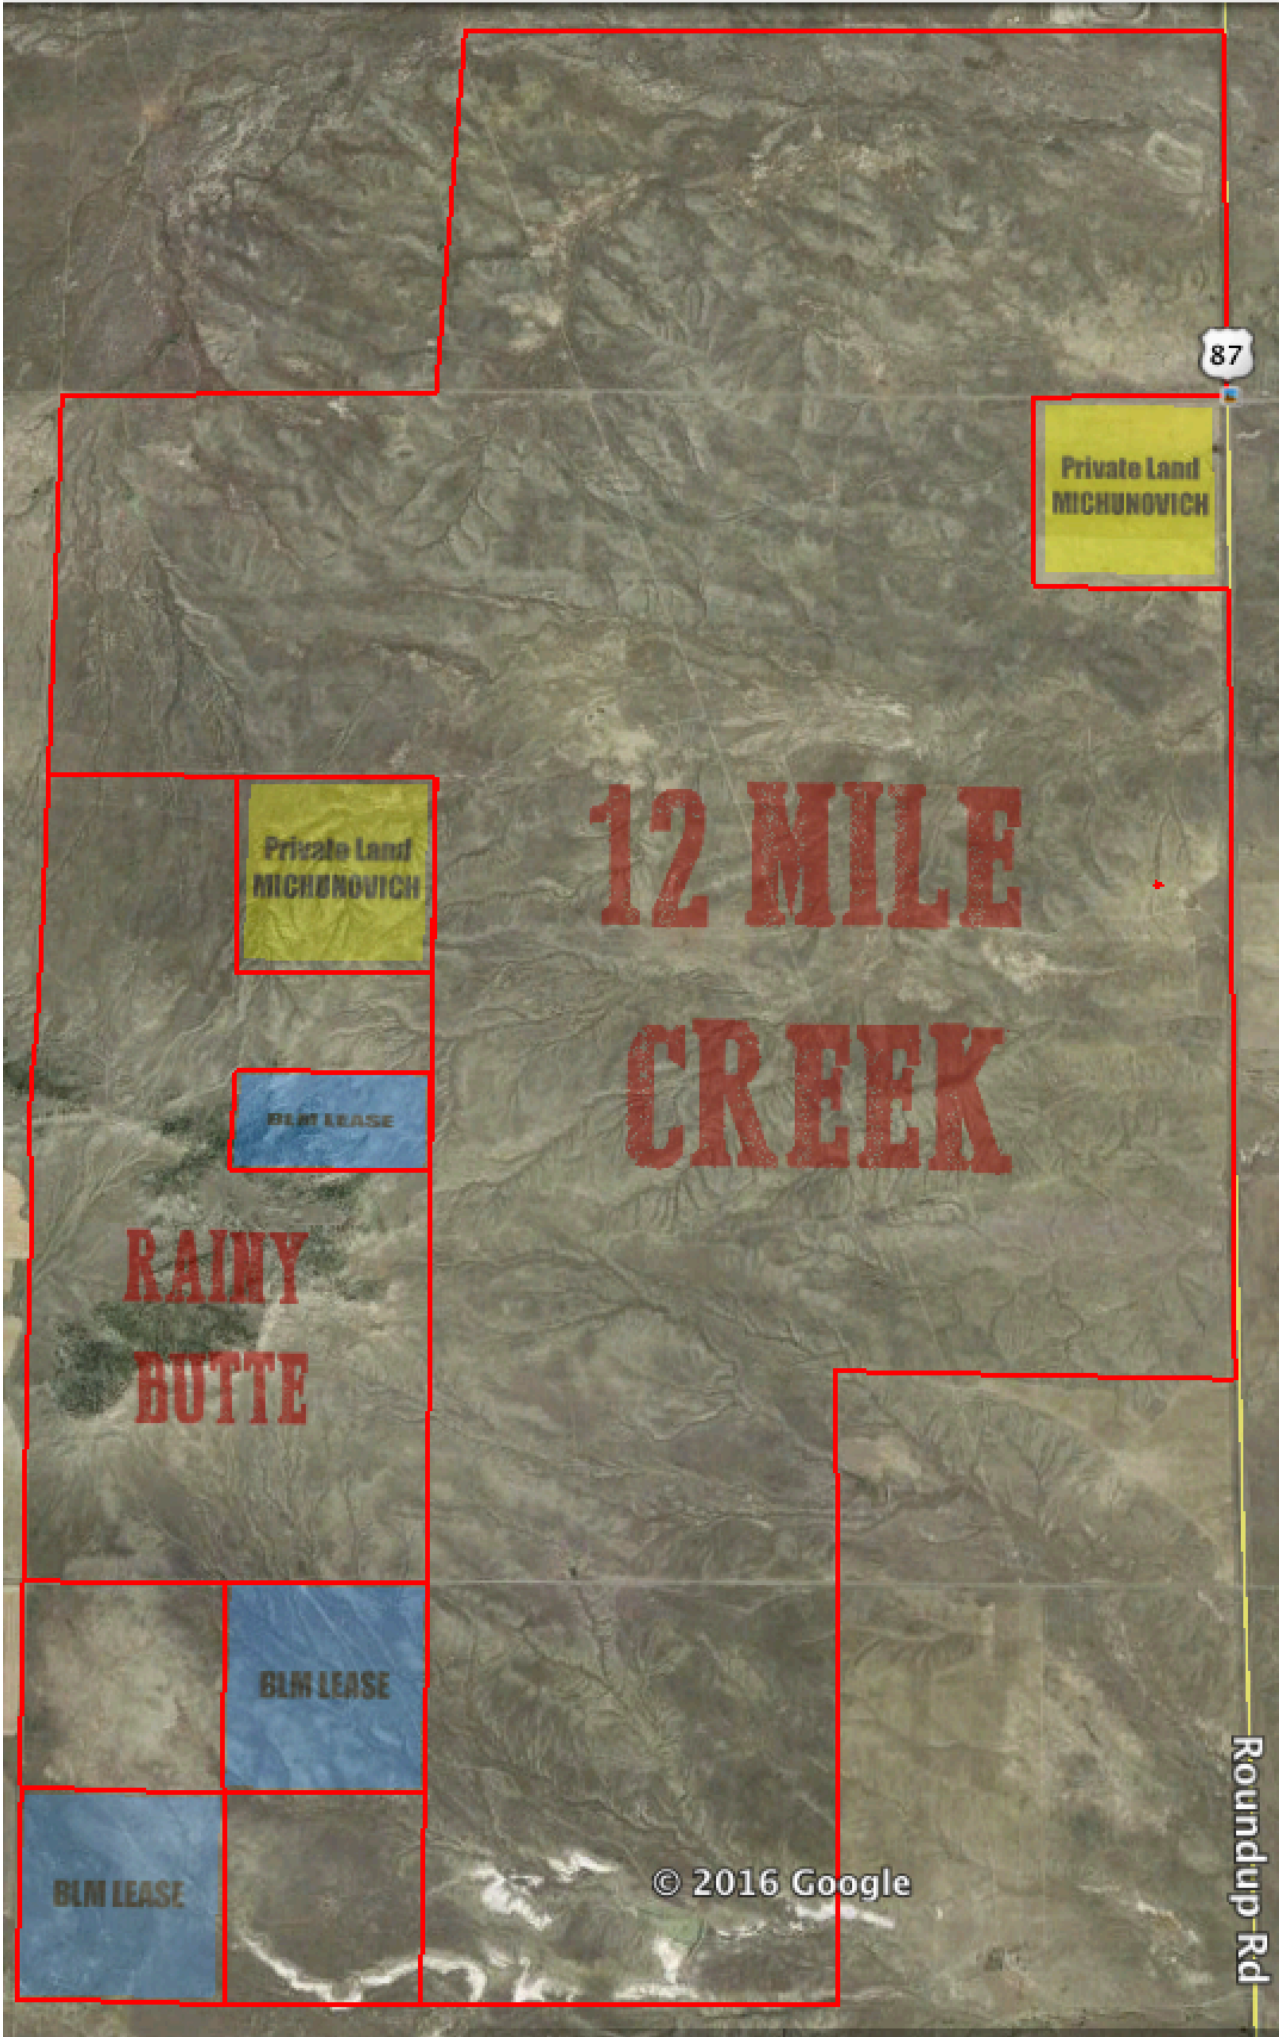 87
Private Land
MICHUNOVICH
12 MILE
CREEK
Private Land
MICHUNOVICH
BLM LEASE
RAINY
BUTTE
BLM LEASE
BLM LEASE
© 2016 Google
Roundup Rd